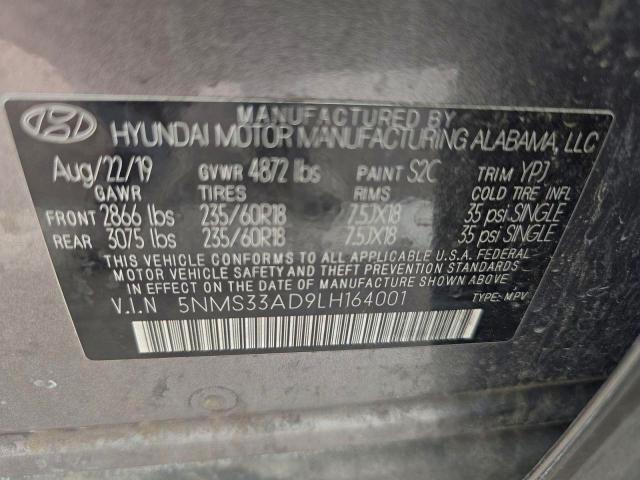 MANUFACTURED BY
HYUNDAI MOTOR MANUFACTURING ALABAMA, LLC
Aug/22/19 GVWR 4872 lbs PAINT S2C TRIM YPJ
GAWR TIRES RIMS COLD TIRE INFL
FRONT 2866 lbs 235/60R18 7.5JX18 35 psi SINGLE
REAR 3075 lbs 235/60R18 7.5JX18 35 psi SINGLE
THIS VEHICLE CONFORMS TO ALL APPLICABLE U.S. FEDERAL
MOTOR VEHICLE SAFETY AND BUMPER STANDARDS
IN EFFECT ON THE DATE OF MANUFACTURE SHOWN ABOVE
V.I.N 5NMS33AD9LH164001 TYPE: MPV